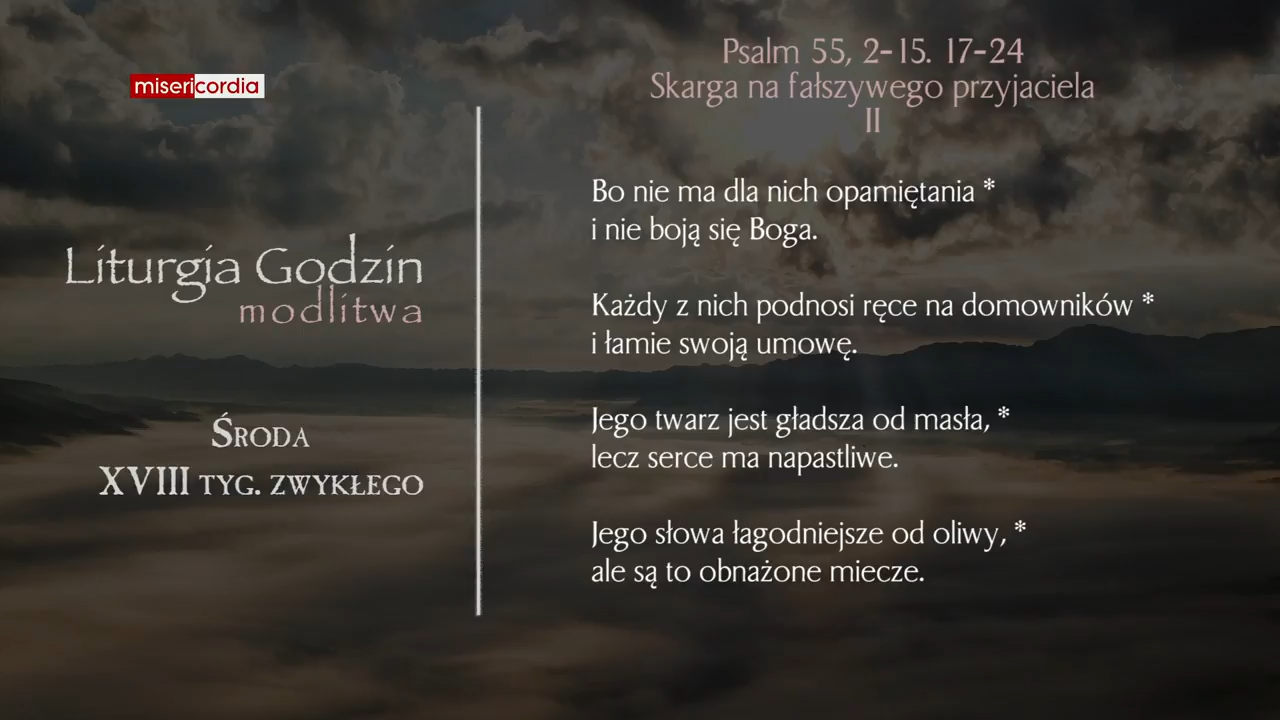 misericordia
Liturgia Godzin
modlitwa
Środa
XVIII tyg. zwykłego
Psalm 55, 2-15. 17-24
Skarga na fałszywego przyjaciela
II
Bo nie ma dla nich opamiętania *
i nie boją się Boga.
Każdy z nich podnosi ręce na domowników *
i łamie swoją umowę.
Jego twarz jest gładsza od masła, *
lecz serce ma napastliwe.
Jego słowa łagodniejsze od oliwy, *
ale są to obnażone miecze.